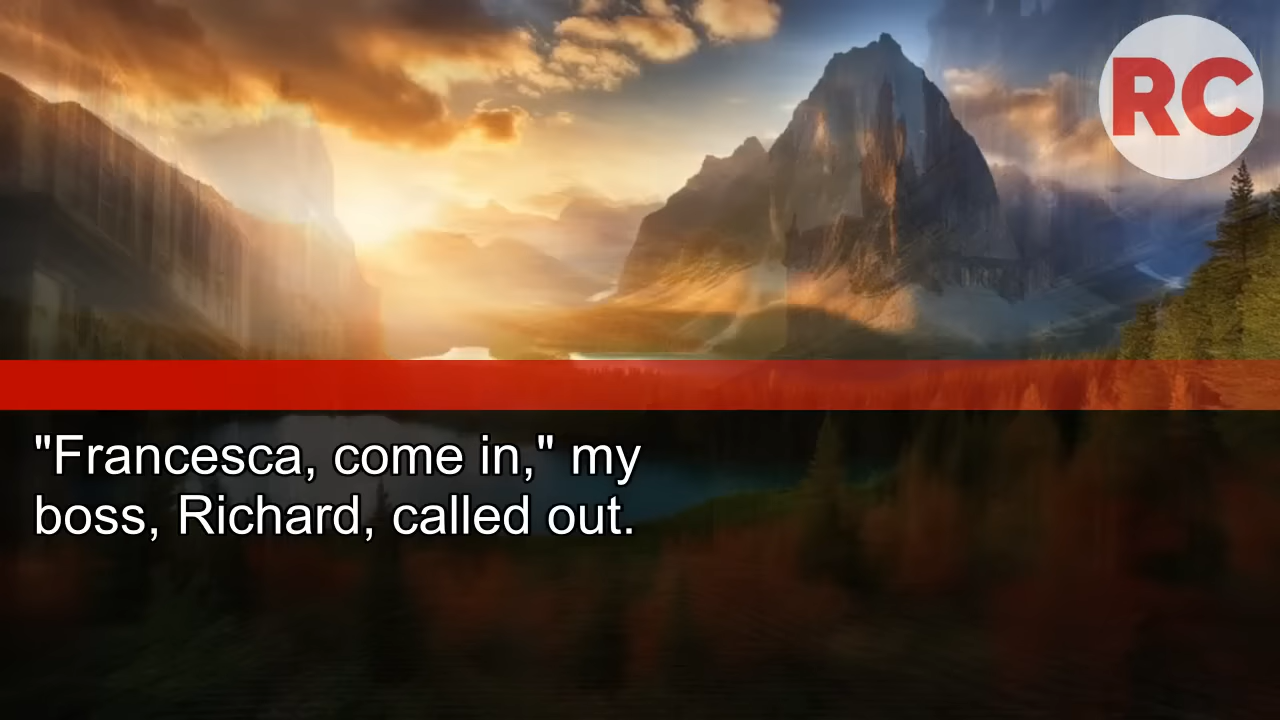 RC
"Francesca, come in," my
boss, Richard, called out.